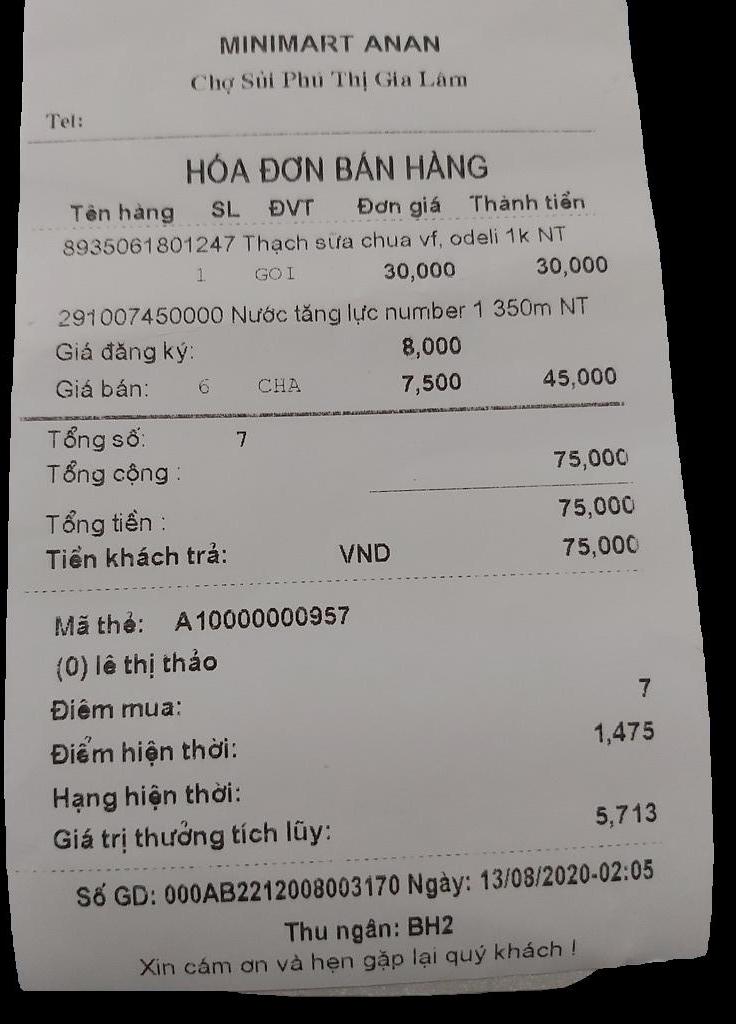 MINIMART ANAN
Chợ Sủi Phú Thị Gia Lâm
Tel:
HÓA ĐƠN BÁN HÀNG
Tên hàng SL ĐVT Đơn giá Thành tiền
8935061801247 Thạch sữa chua vf, odeli 1k NT
1 GOI 30,000 30,000
291007450000 Nước tăng lực number 1 350m NT
Giá đăng ký: 8,000
Giá bán: 6 CHA 7,500 45,000
Tổng số: 7
Tổng cộng : 75,000
Tổng tiền : 75,000
Tiền khách trả: VND 75,000
Mã thẻ: A10000000957
(0) lê thị thảo
Điểm mua: 7
Điểm hiện thời: 1,475
Hạng hiện thời:
Giá trị thưởng tích lũy: 5,713
Số GD: 000AB2212008003170 Ngày: 13/08/2020-02:05
Thu ngân: BH2
Xin cám ơn và hẹn gặp lại quý khách !